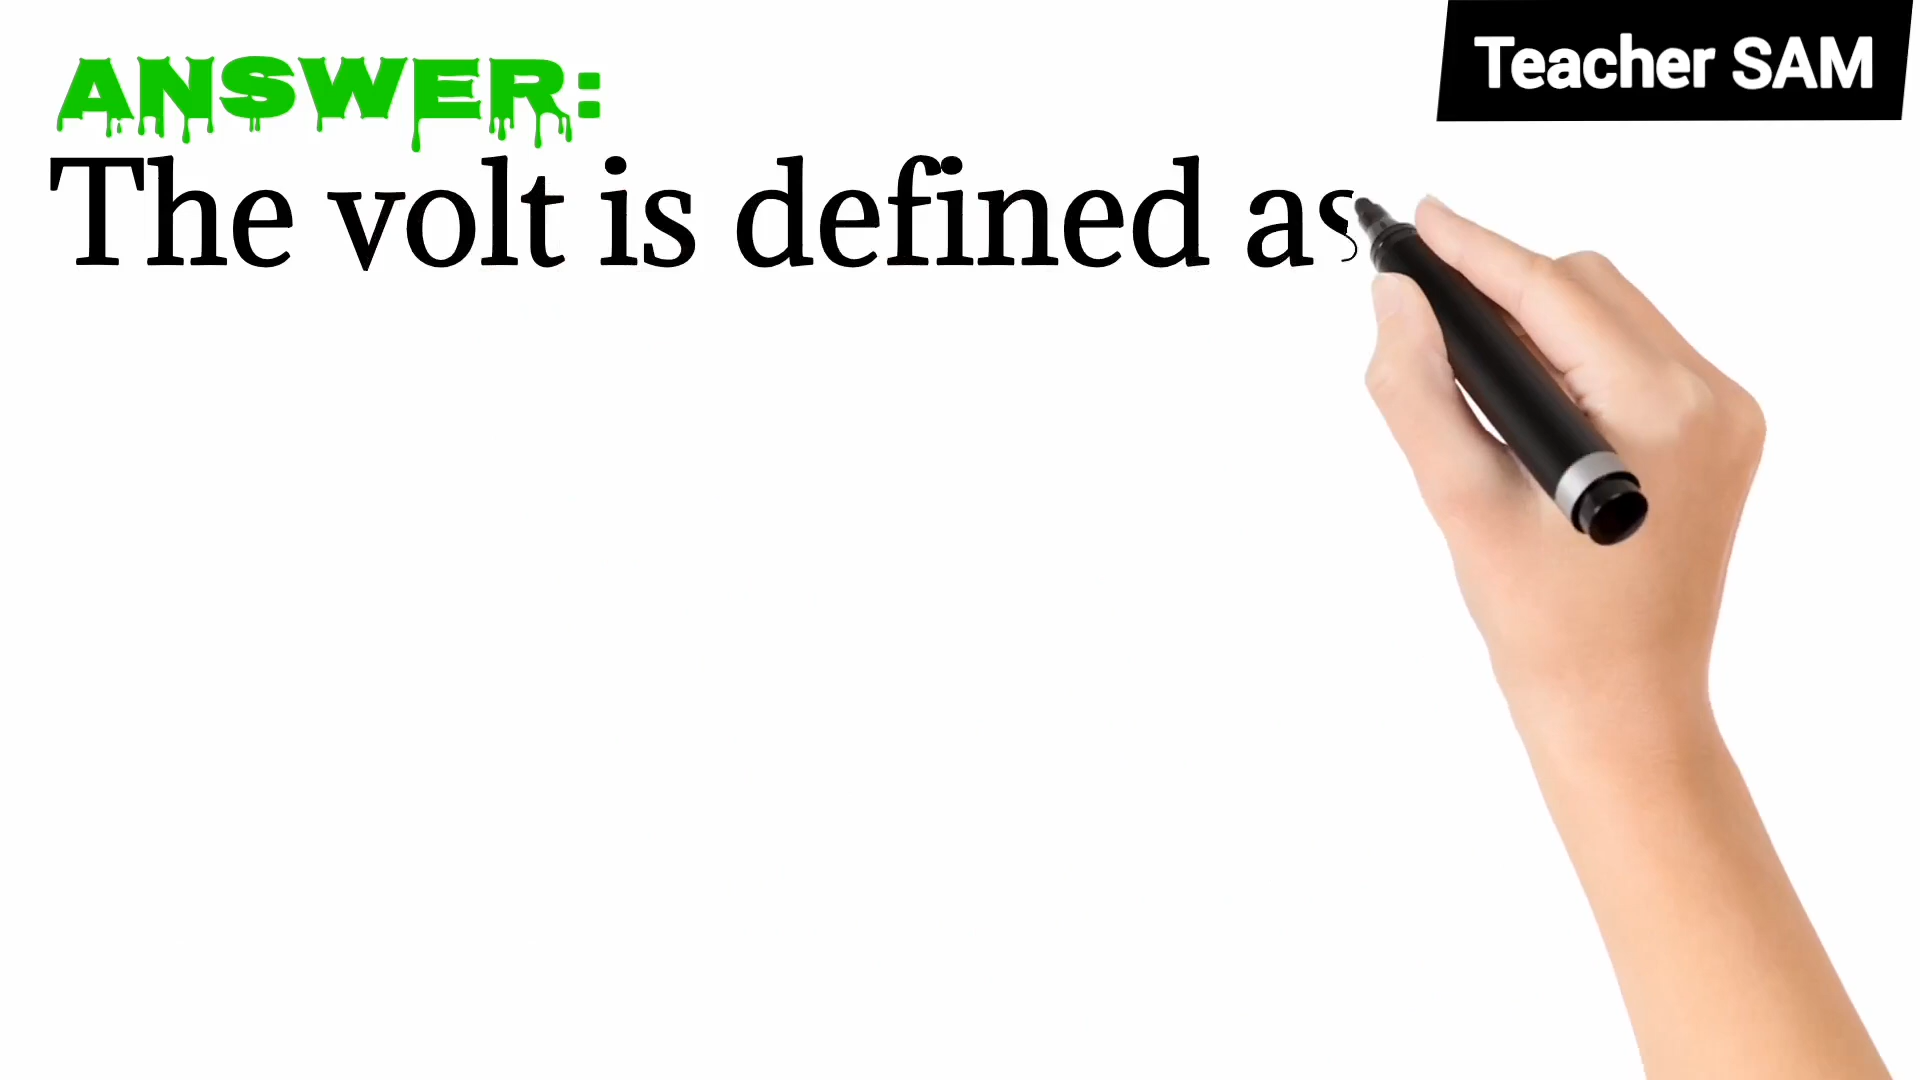 Teacher SAM
ANSWER:
The volt is defined as